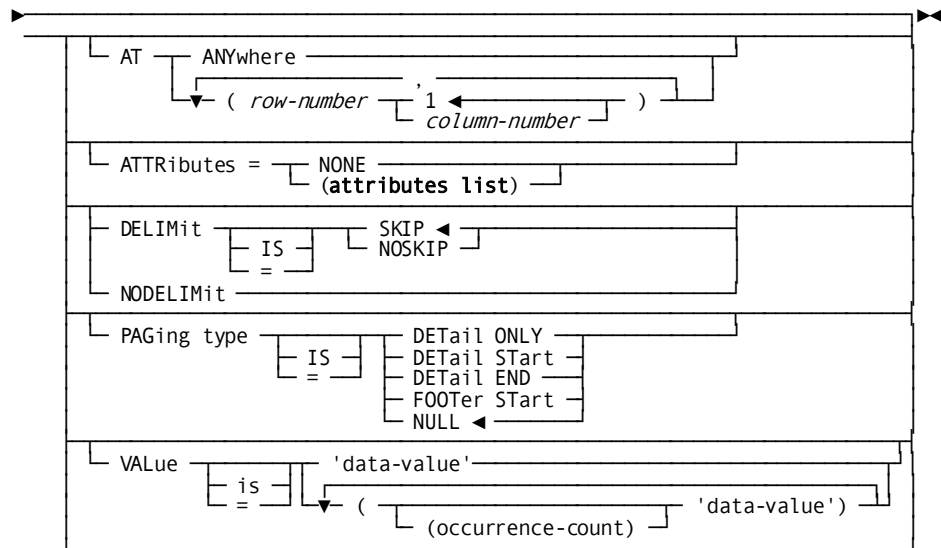 AT ANYwhere
,
( row-number 1 )
column-number
ATTRibutes = NONE
(attributes list)
DELIMit SKIP
IS NOSKIP
=
NODELIMit
PAGing type DETail ONLY
IS DETail STart
= DETail END
FOOTer STart
NULL
VALue 'data-value'
is
= ( 'data-value')
(occurrence-count)